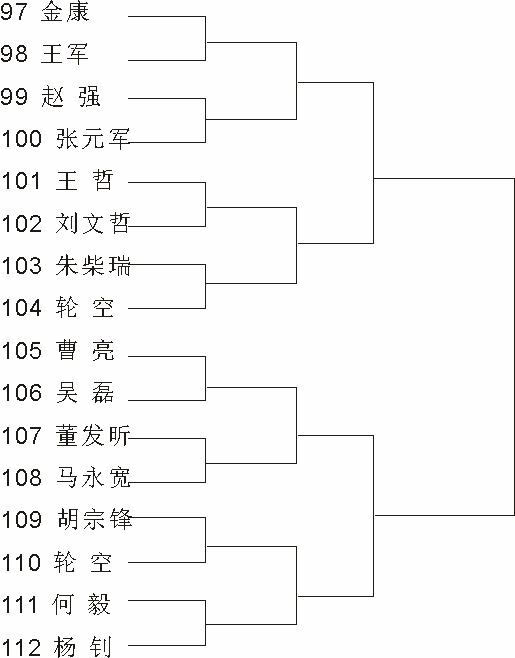 97 金康
98 王军
99 赵 强
100 张元军
101 王 哲
102 刘文哲
103 朱柴瑞
104 轮 空
105 曹 亮
106 吴 磊
107 董发昕
108 马永宽
109 胡宗锋
110 轮 空
111 何 毅
112 杨 钊